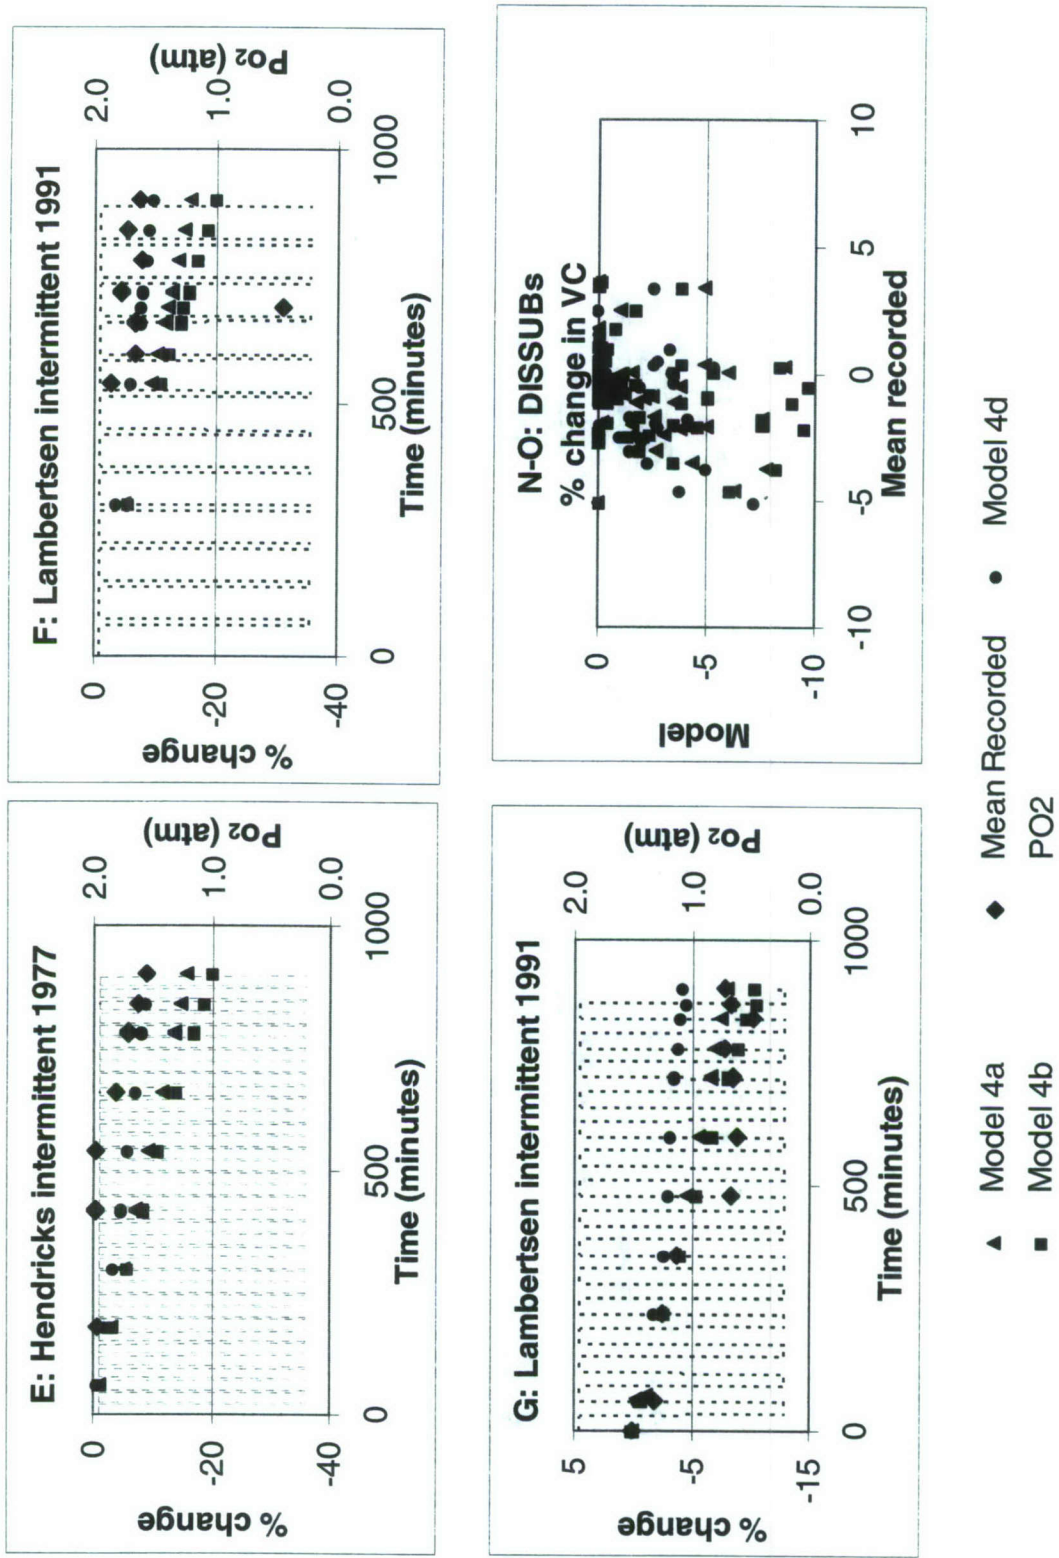 E: Hendricks intermittent 1977
% change
0
-20
-40
0
500
1000
Time (minutes)
2.0
1.0
0.0
Po2 (atm)
F: Lambertsen intermittent 1991
% change
0
-20
-40
0
500
1000
Time (minutes)
2.0
1.0
0.0
Po2 (atm)
G: Lambertsen intermittent 1991
% change
5
-5
-15
0
500
1000
Time (minutes)
2.0
1.0
0.0
Po2 (atm)
N-O: DISSUBs
% change in VC
Model
0
-5
-10
-10
-5
0
5
10
Mean recorded
Model 4a
Mean Recorded
Model 4d
Model 4b
PO2